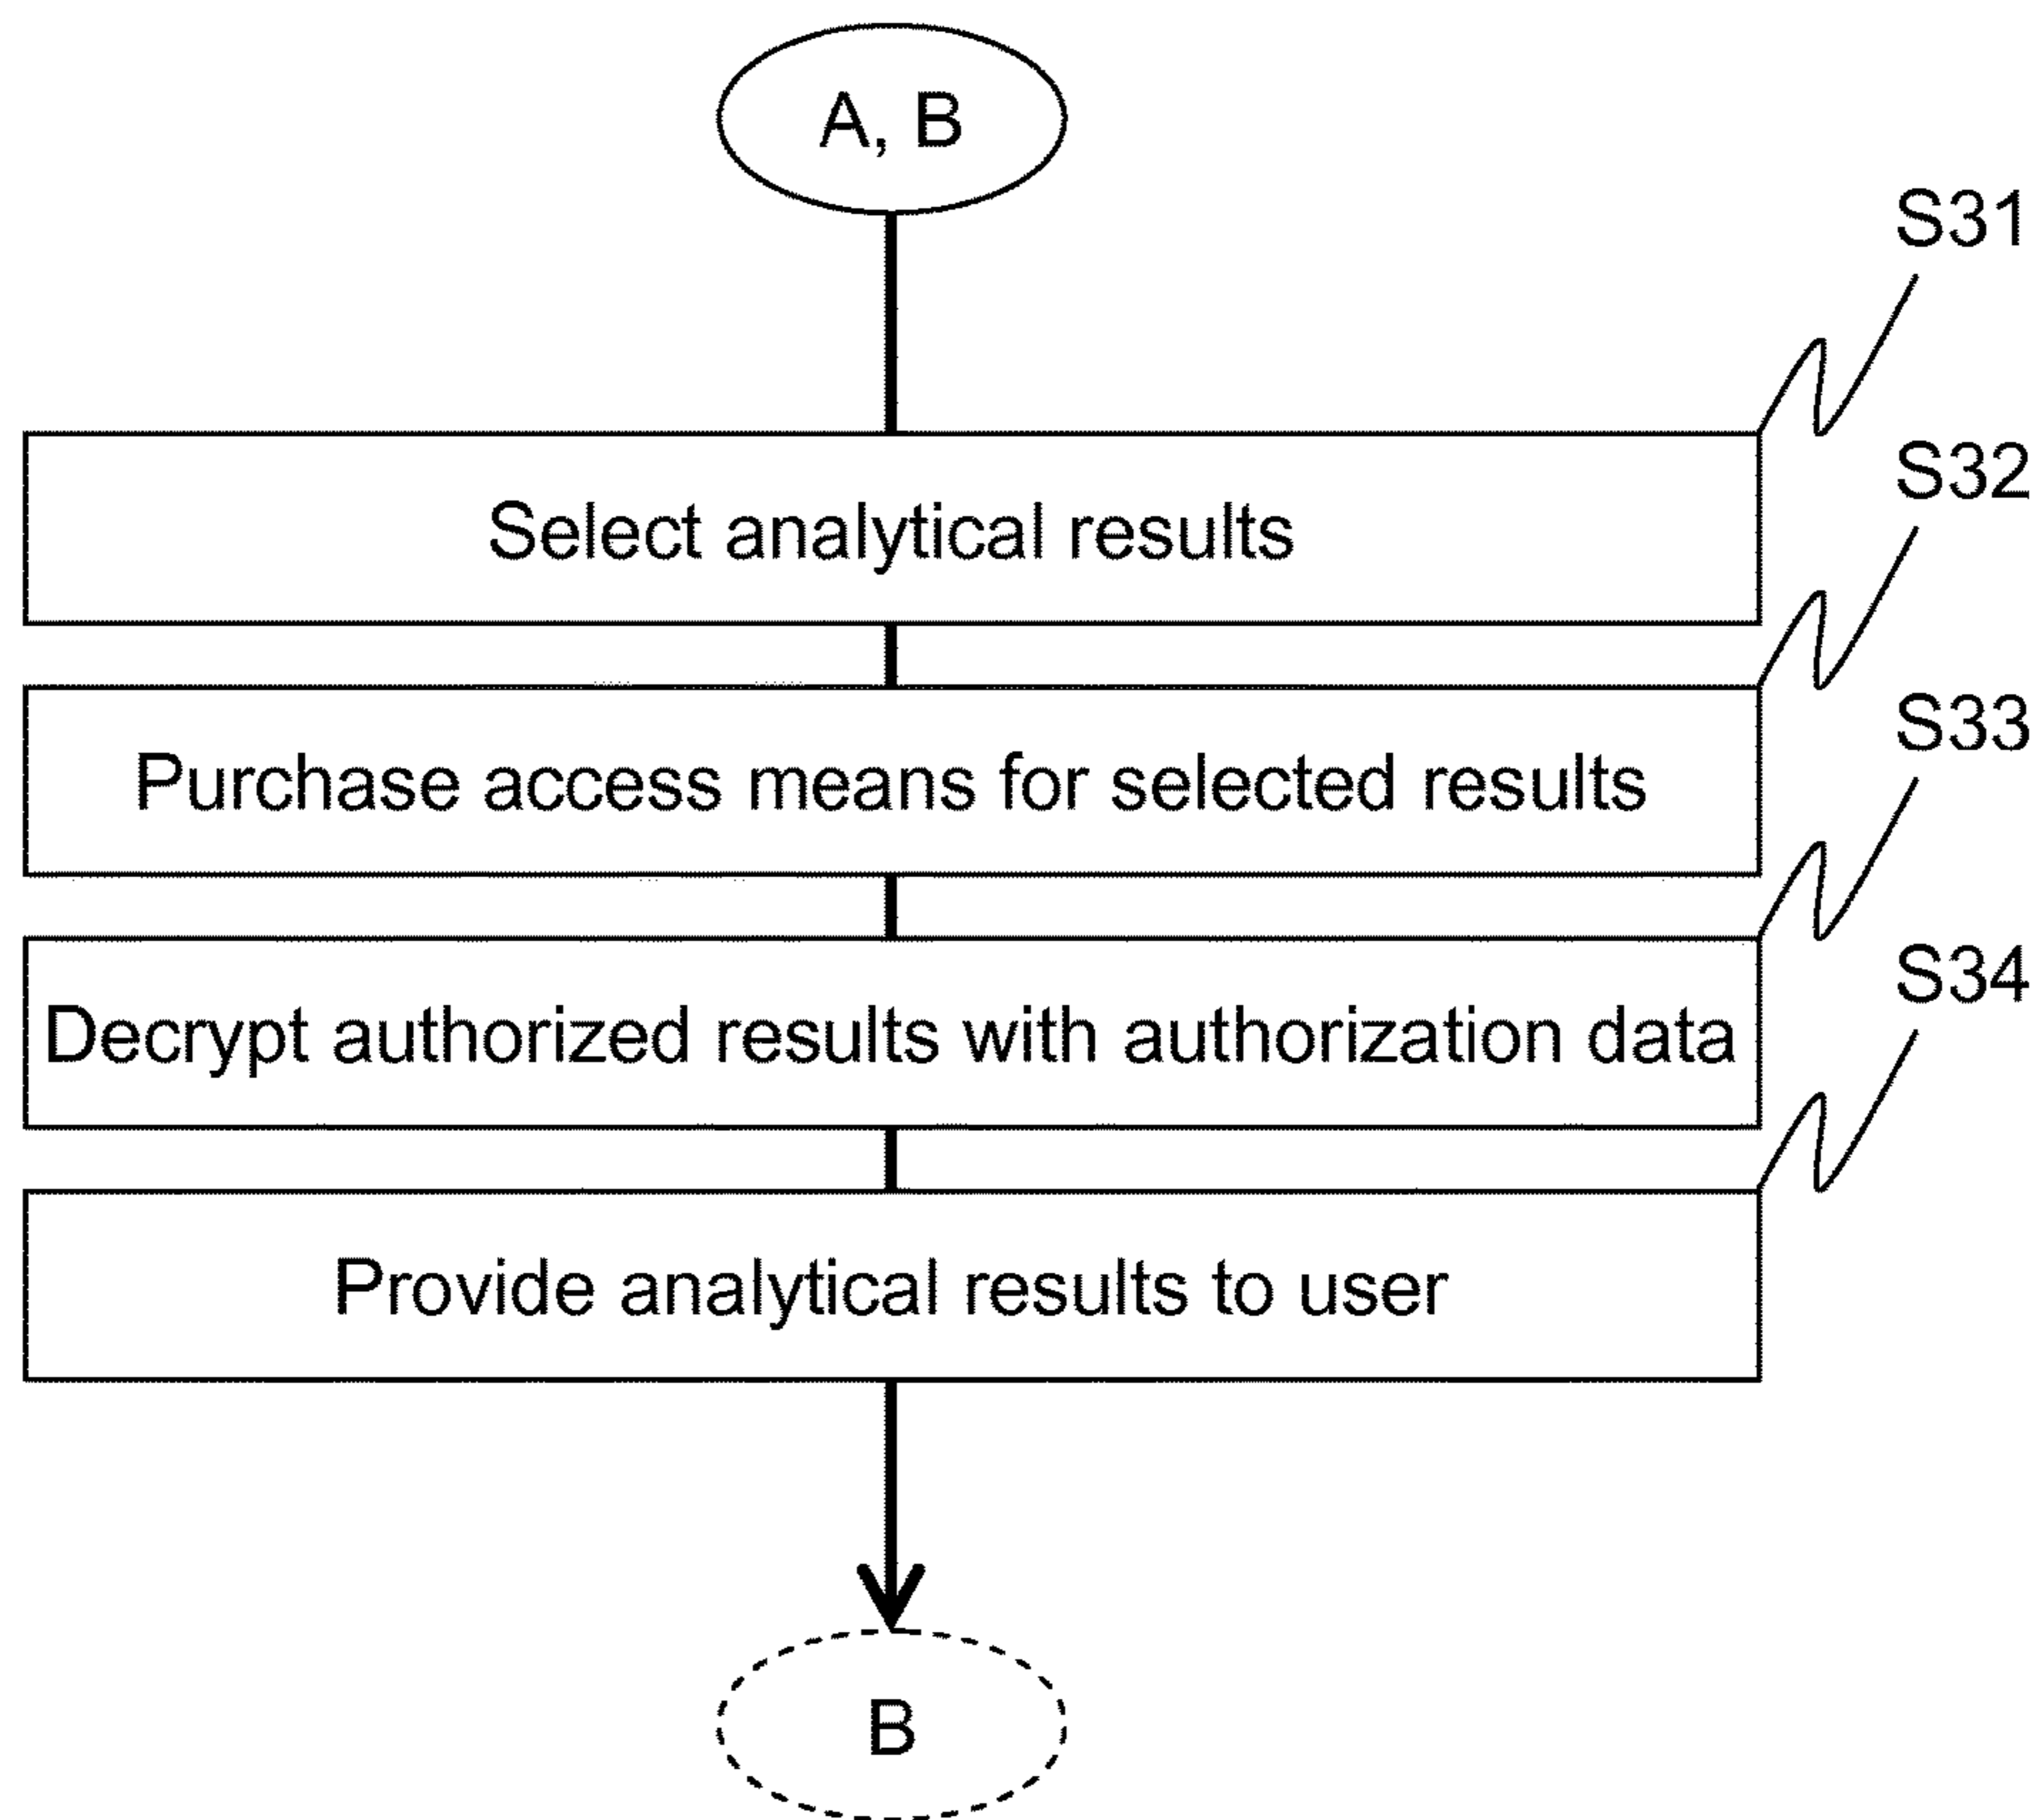 A, B
S31
Select analytical results
S32
Purchase access means for selected results
S33
Decrypt authorized results with authorization data
S34
Provide analytical results to user
B